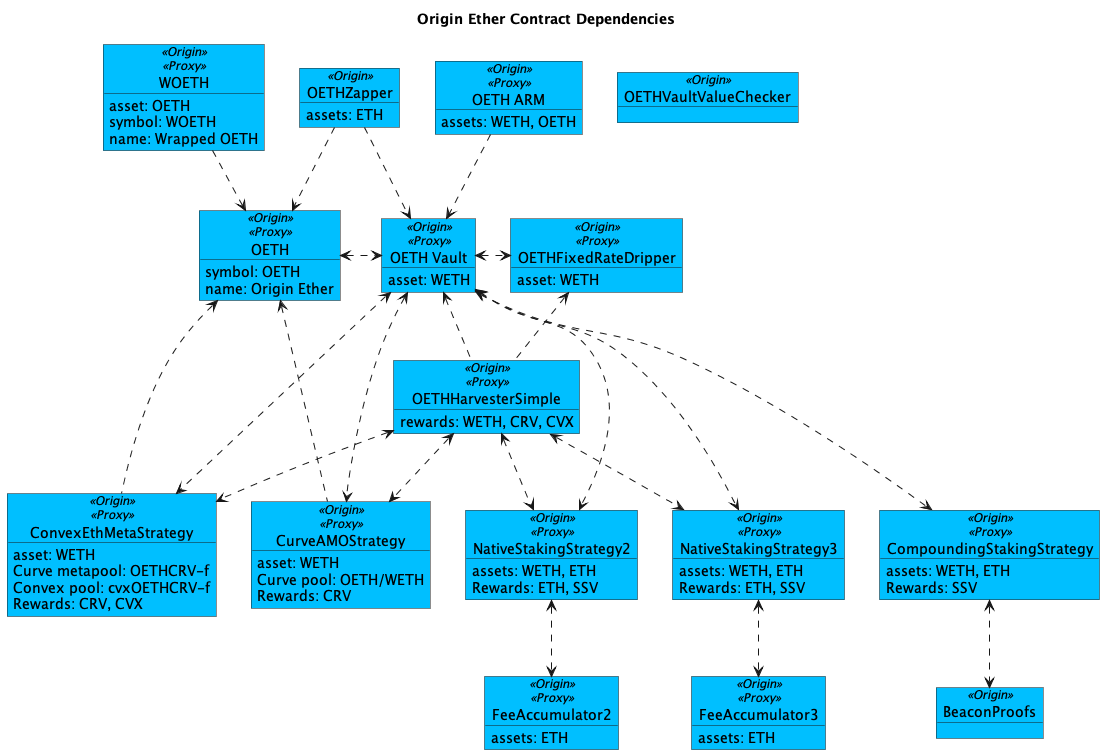 Origin Ether Contract Dependencies
«Origin»
«Proxy»
WOETH
asset: OETH
symbol: WOETH
name: Wrapped OETH
«Origin»
OETHZapper
assets: ETH
«Origin»
«Proxy»
OETH ARM
assets: WETH, OETH
«Origin»
OETHVaultValueChecker
«Origin»
«Proxy»
OETH
symbol: OETH
name: Origin Ether
«Origin»
«Proxy»
OETH Vault
asset: WETH
«Origin»
«Proxy»
OETHFixedRateDripper
asset: WETH
«Origin»
«Proxy»
OETHHarvesterSimple
rewards: WETH, CRV, CVX
«Origin»
«Proxy»
ConvexEthMetaStrategy
asset: WETH
Curve metapool: OETHCRV-f
Convex pool: cvxOETHCRV-f
Rewards: CRV, CVX
«Origin»
«Proxy»
CurveAMOStrategy
asset: WETH
Curve pool: OETH/WETH
Rewards: CRV
«Origin»
«Proxy»
NativeStakingStrategy2
assets: WETH, ETH
Rewards: ETH, SSV
«Origin»
«Proxy»
NativeStakingStrategy3
assets: WETH, ETH
Rewards: ETH, SSV
«Origin»
«Proxy»
CompoundingStakingStrategy
assets: WETH, ETH
Rewards: SSV
«Origin»
«Proxy»
FeeAccumulator2
assets: ETH
«Origin»
«Proxy»
FeeAccumulator3
assets: ETH
«Origin»
BeaconProofs